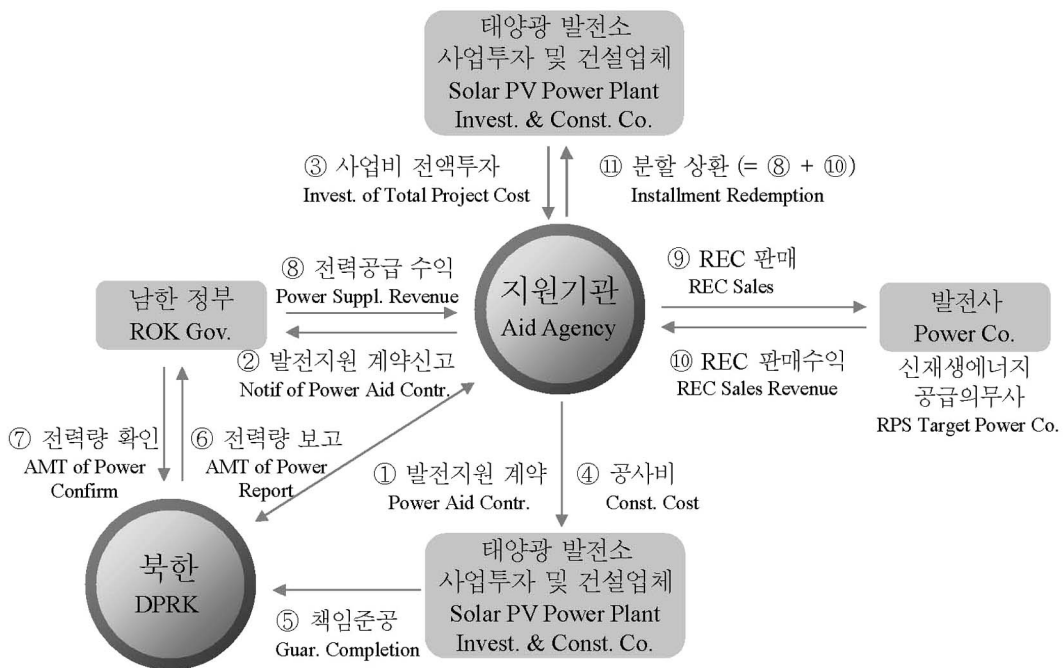 태양광 발전소
사업투자 및 건설업체
Solar PV Power Plant
Invest. & Const. Co.
③ 사업비 전액투자
Invest. of Total Project Cost
⑪ 분할 상환 (= ⑧ + ⑩)
Installment Redemption
⑧ 전력공급 수익
Power Suppl. Revenue
지원기관
Aid Agency
⑨ REC 판매
REC Sales
남한 정부
ROK Gov.
발전사
Power Co.
② 발전지원 계약신고
Notif of Power Aid Contr.
⑩ REC 판매수익
REC Sales Revenue
신재생에너지
공급의무사
RPS Target Power Co.
⑦ 전력량 확인
AMT of Power
Confirm
⑥ 전력량 보고
AMT of Power
Report
① 발전지원 계약
Power Aid Contr.
④ 공사비
Const. Cost
북한
DPRK
태양광 발전소
사업투자 및 건설업체
Solar PV Power Plant
Invest. & Const. Co.
⑤ 책임준공
Guar. Completion